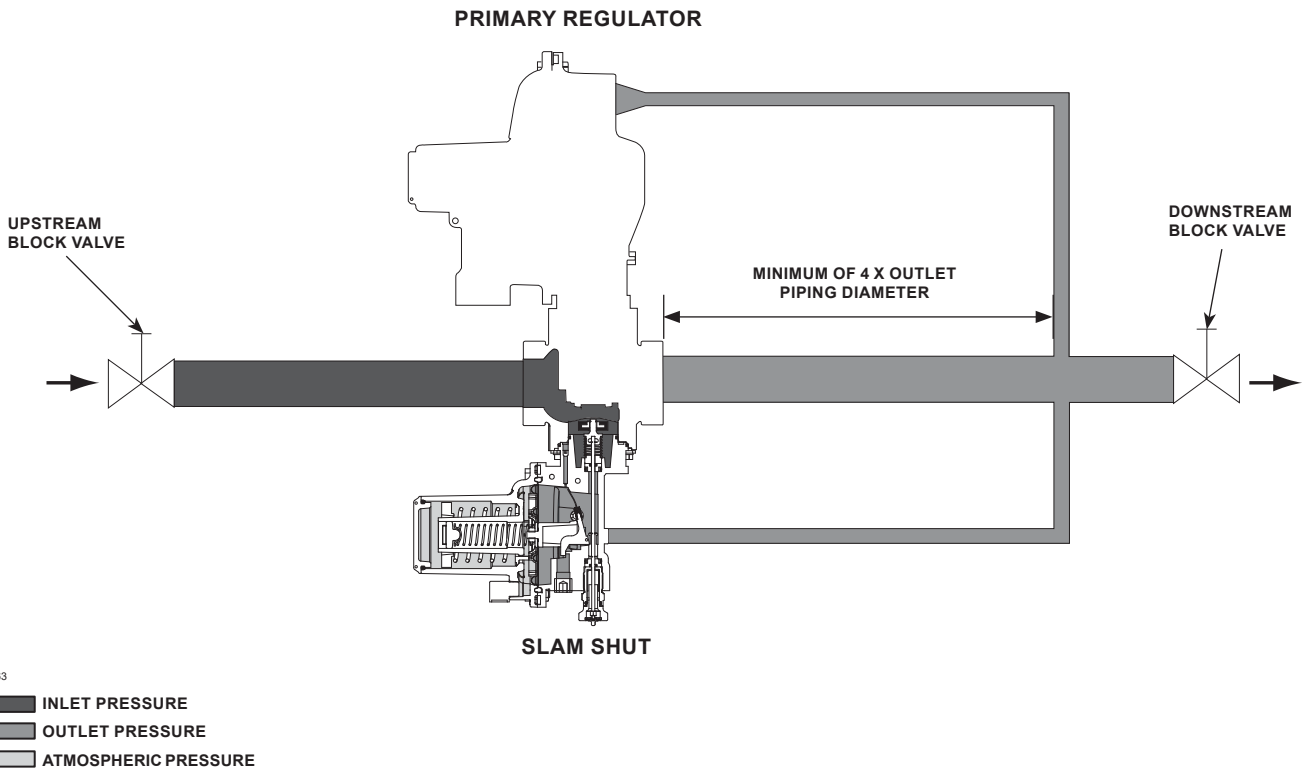 PRIMARY REGULATOR
UPSTREAM
BLOCK VALVE
DOWNSTREAM
BLOCK VALVE
MINIMUM OF 4 X OUTLET
PIPING DIAMETER
SLAM SHUT
INLET PRESSURE
OUTLET PRESSURE
ATMOSPHERIC PRESSURE